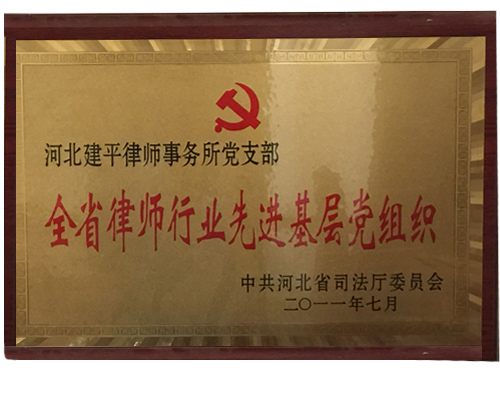 河北建平律师事务所党支部
全省律师行业先进基层党组织
中共河北省司法厅委员会
二〇一一年七月